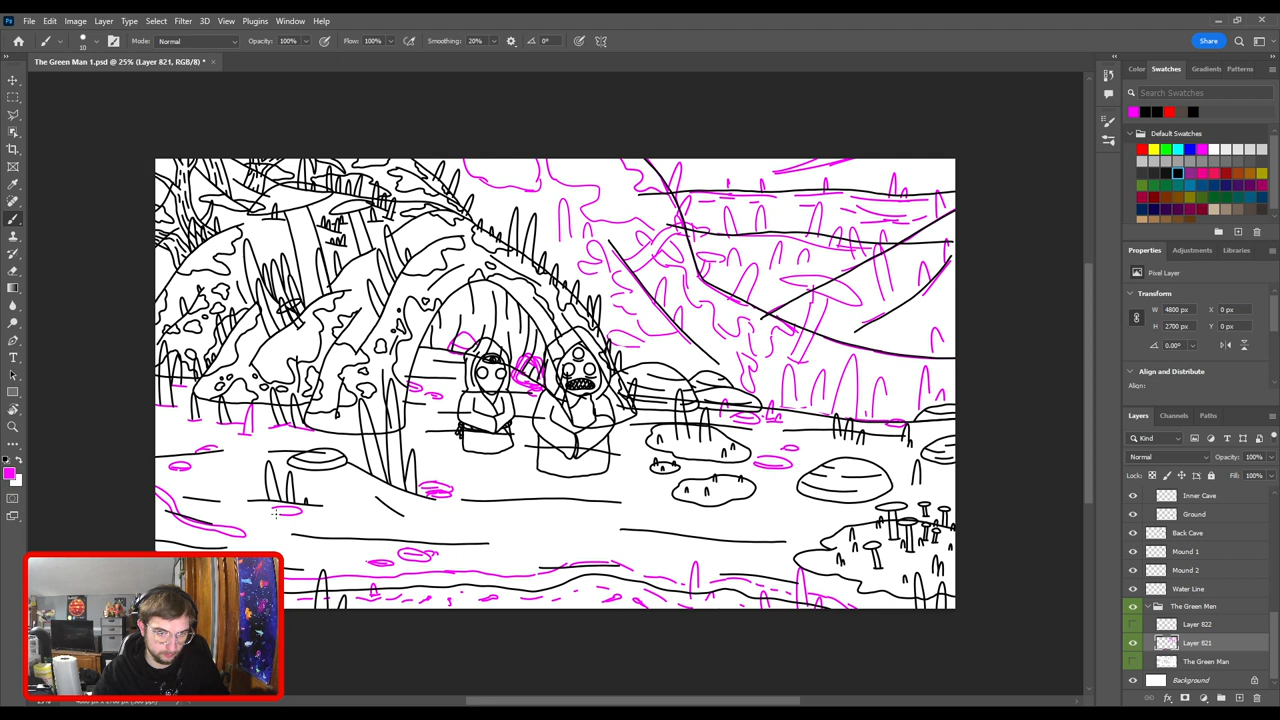 Ps File Edit Image Layer Type Select Filter 3D View Plugins Window Help
10 Mode: Normal Opacity: 100% Flow: 100% Smoothing: 20% 0° Share
The Green Man 1.psd @ 25% (Layer 821, RGB/8) * ×
Color Swatches Gradients Patterns
Search Swatches
Default Swatches
Properties Adjustments Libraries
Pixel Layer
Transform
W 4800 px X 0 px
H 2700 px Y 0 px
0.00°
Align and Distribute
Align:
Layers Channels Paths
Kind
Normal Opacity: 100%
Lock: Fill: 100%
Inner Cave
Ground
Back Cave
Mound 1
Mound 2
Water Line
The Green Men
Layer 822
Layer 821
The Green Man
Background